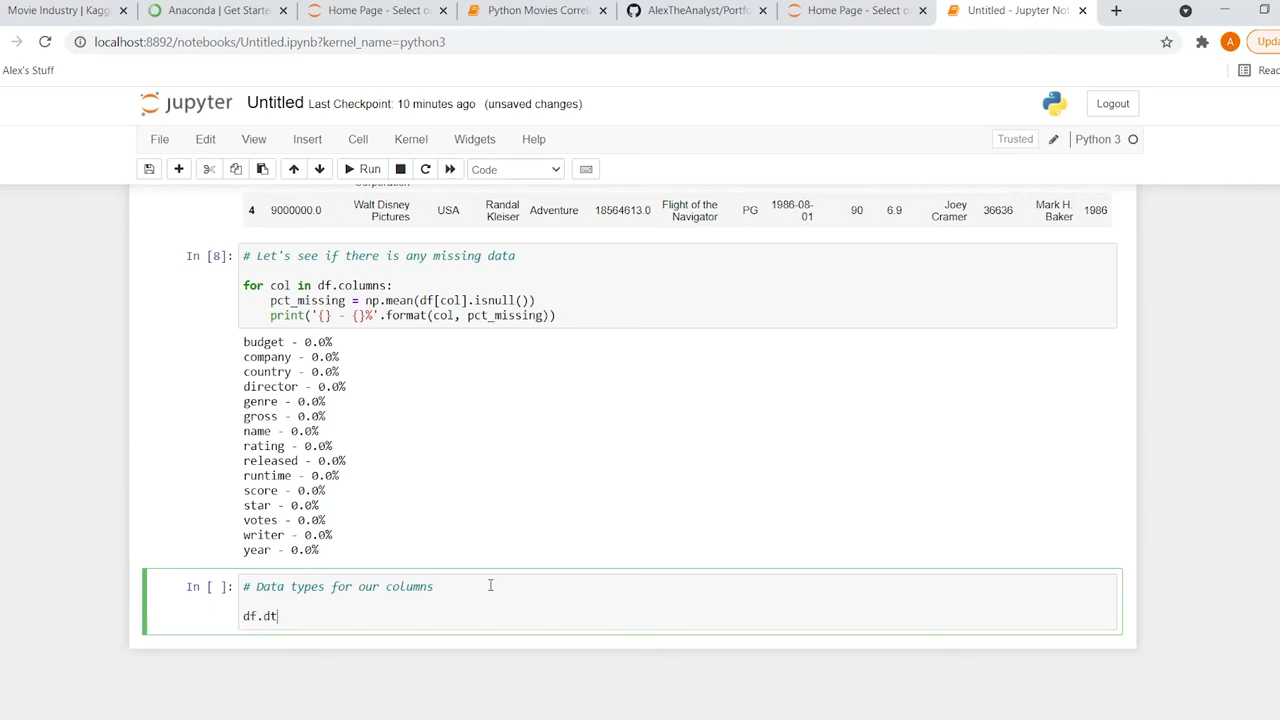 Movie Industry | Kagg
Anaconda | Get Starte
Home Page - Select o
Python Movies Correla
AlexTheAnalyst/Portfo
Home Page - Select o
Untitled - Jupyter Not
localhost:8892/notebooks/Untitled.ipynb?kernel_name=python3
A
Upda
Alex's Stuff
Read
jupyter Untitled Last Checkpoint: 10 minutes ago (unsaved changes)
Logout
File Edit View Insert Cell Kernel Widgets Help
Trusted
Python 3
Run
Code
Corporation
4 9000000.0 Walt Disney Pictures USA Randal Kleiser Adventure 18564613.0 Flight of the Navigator PG 1986-08-01 90 6.9 Joey Cramer 36636 Mark H. Baker 1986
In [8]: # Let's see if there is any missing data
for col in df.columns:
    pct_missing = np.mean(df[col].isnull())
    print('{} - {}%'.format(col, pct_missing))
budget - 0.0%
company - 0.0%
country - 0.0%
director - 0.0%
genre - 0.0%
gross - 0.0%
name - 0.0%
rating - 0.0%
released - 0.0%
runtime - 0.0%
score - 0.0%
star - 0.0%
votes - 0.0%
writer - 0.0%
year - 0.0%
In [ ]: # Data types for our columns
df.dt